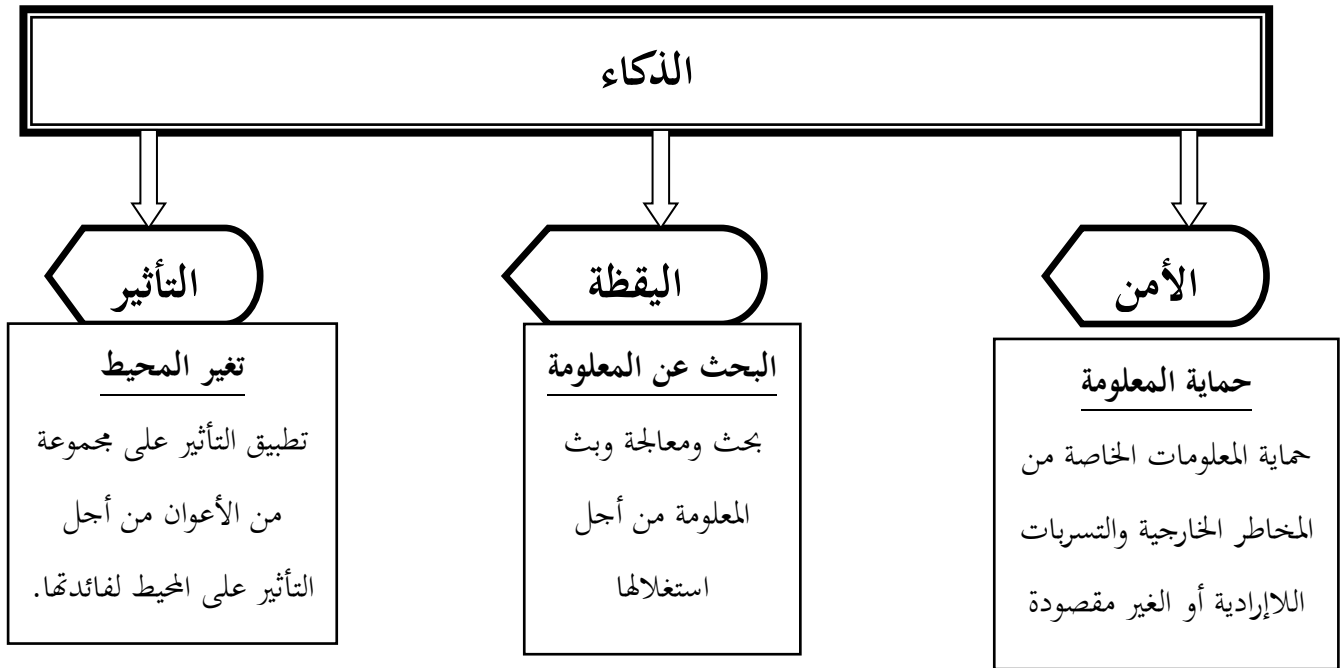 الذكاء
الأمن
حماية المعلومة
حماية المعلومات الخاصة من
المخاطر الخارجية والتسربات
اللاإرادية أو الغير مقصودة
اليقظة
البحث عن المعلومة
بحث ومعالجة وبث
المعلومة من أجل
استغلالها
التأثير
تغير المحيط
تطبيق التأثير على مجموعة
من الأعوان من أجل
التأثير على المحيط لفائدتها.